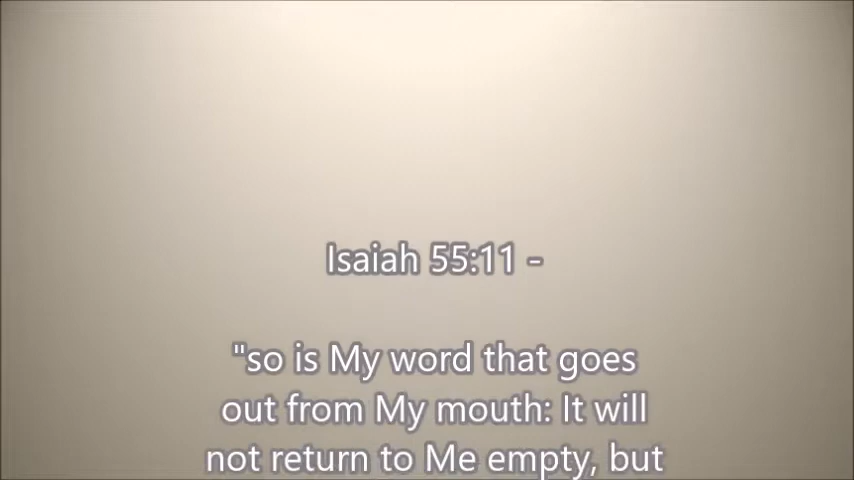 Isaiah 55:11 -
"so is My word that goes
out from My mouth: It will
not return to Me empty, but